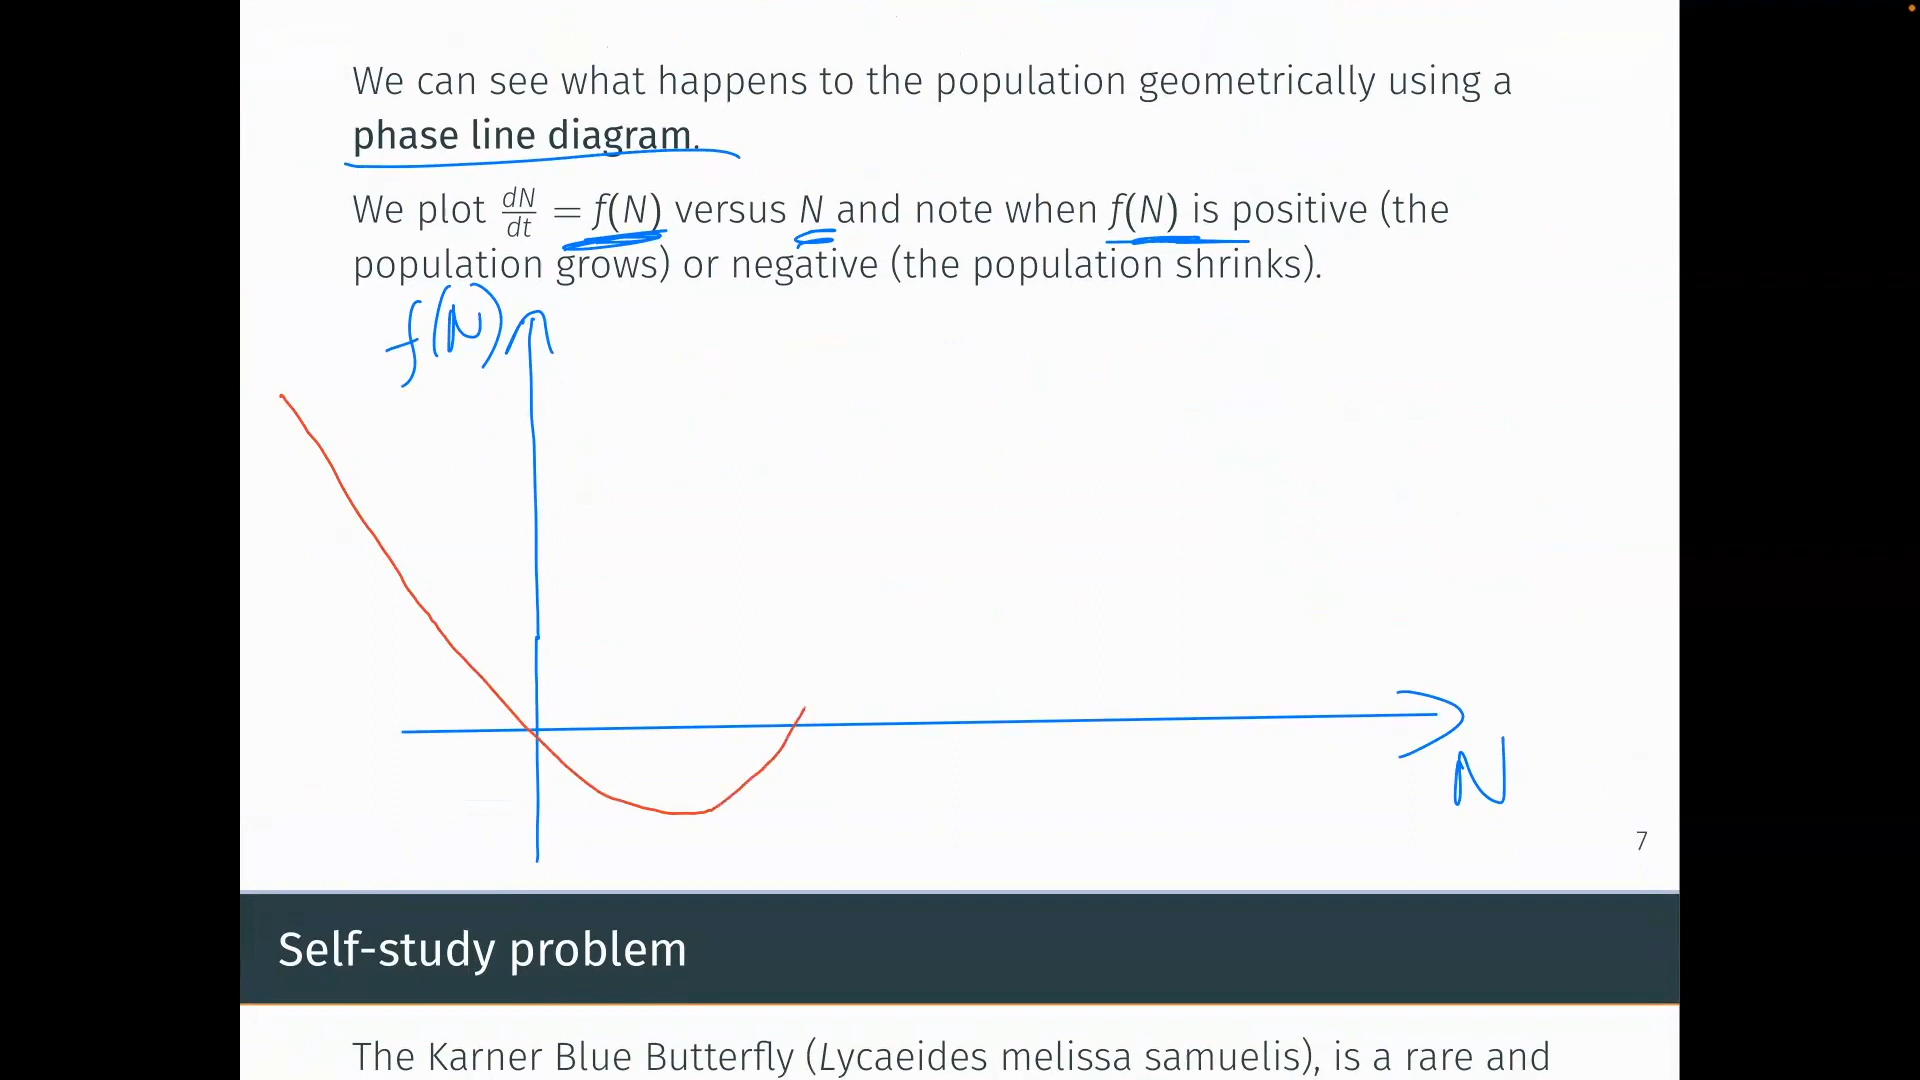 We can see what happens to the population geometrically using a
phase line diagram.
We plot dN/dt = f(N) versus N and note when f(N) is positive (the
population grows) or negative (the population shrinks).
f(N)
N
7
Self-study problem
The Karner Blue Butterfly (Lycaeides melissa samuelis), is a rare and